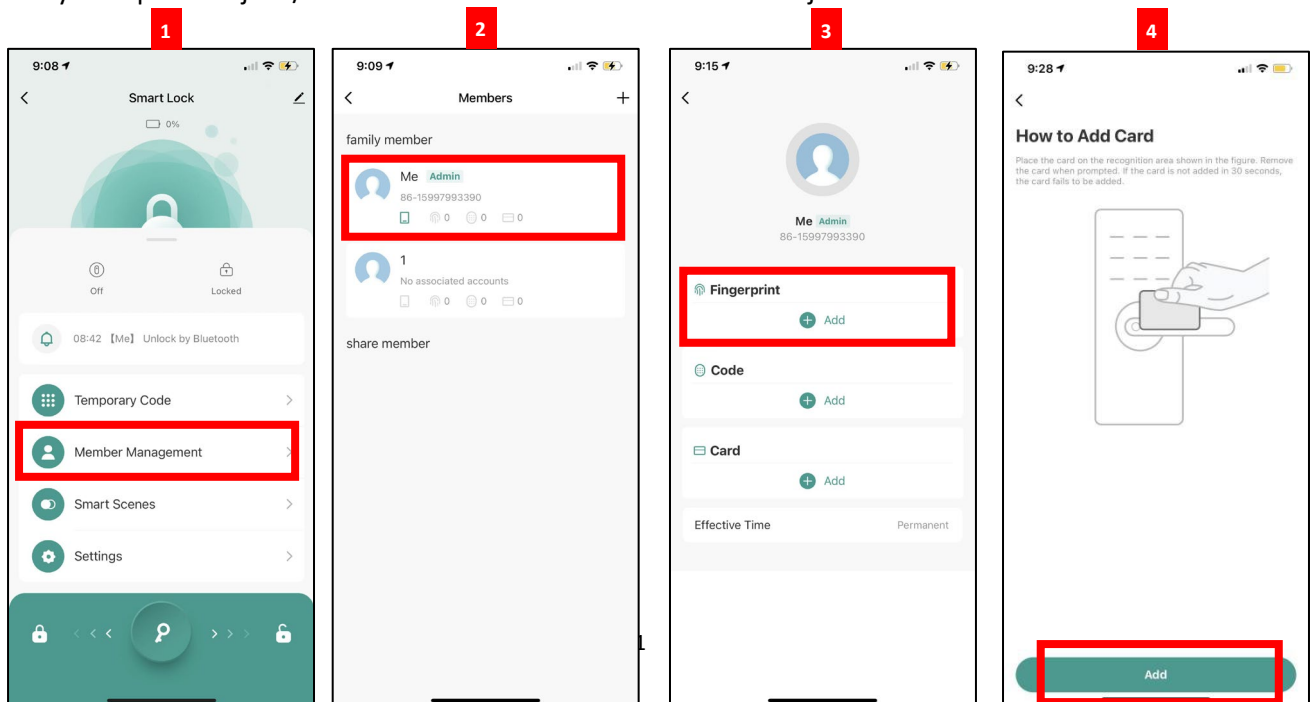 1
9:08
Smart Lock
0%
Off
Locked
08:42 【Me】 Unlock by Bluetooth
Temporary Code
Member Management
Smart Scenes
Settings
2
9:09
Members
family member
Me Admin
86-15997993390
0 0 0
1
No associated accounts
0 0 0
share member
1
3
9:15
Me Admin
86-15997993390
Fingerprint
Add
Code
Add
Card
Add
Effective Time Permanent
4
9:28
How to Add Card
Place the card on the recognition area shown in the figure. Remove
the card when prompted. If the card is not added in 30 seconds,
the card fails to be added.
Add